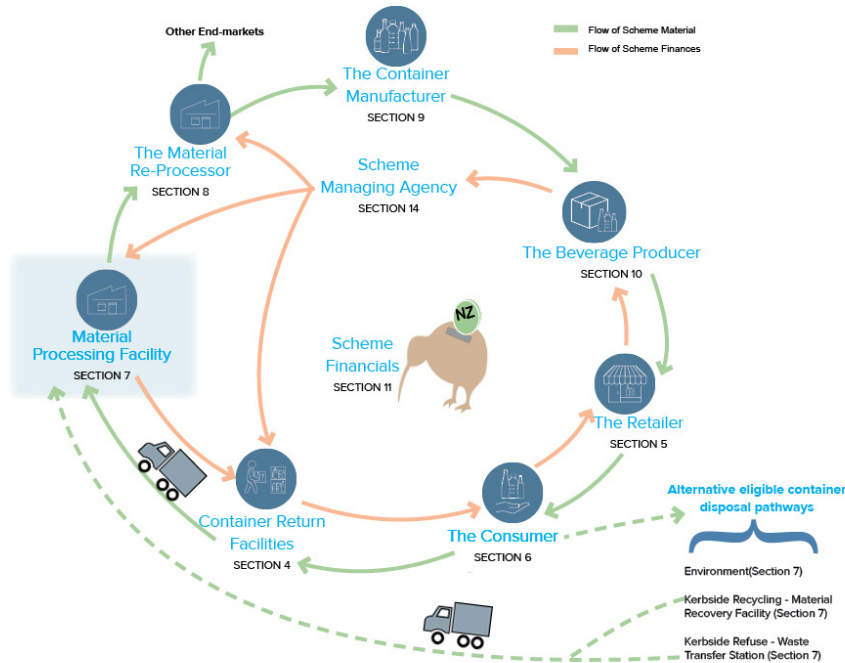 Other End-markets
Flow of Scheme Material
Flow of Scheme Finances
The Container
Manufacturer
SECTION 9
The Material
Re-Processor
SECTION 8
Scheme
Managing Agency
SECTION 14
The Beverage Producer
SECTION 10
Material
Processing Facility
SECTION 7
NZ
Scheme
Financials
SECTION 11
The Retailer
SECTION 5
Container Return
Facilities
SECTION 4
The Consumer
SECTION 6
Alternative eligible container
disposal pathways
Environment(Section 7)
Kerbside Recycling - Material
Recovery Facility (Section 7)
Kerbside Refuse - Waste
Transfer Station (Section 7)